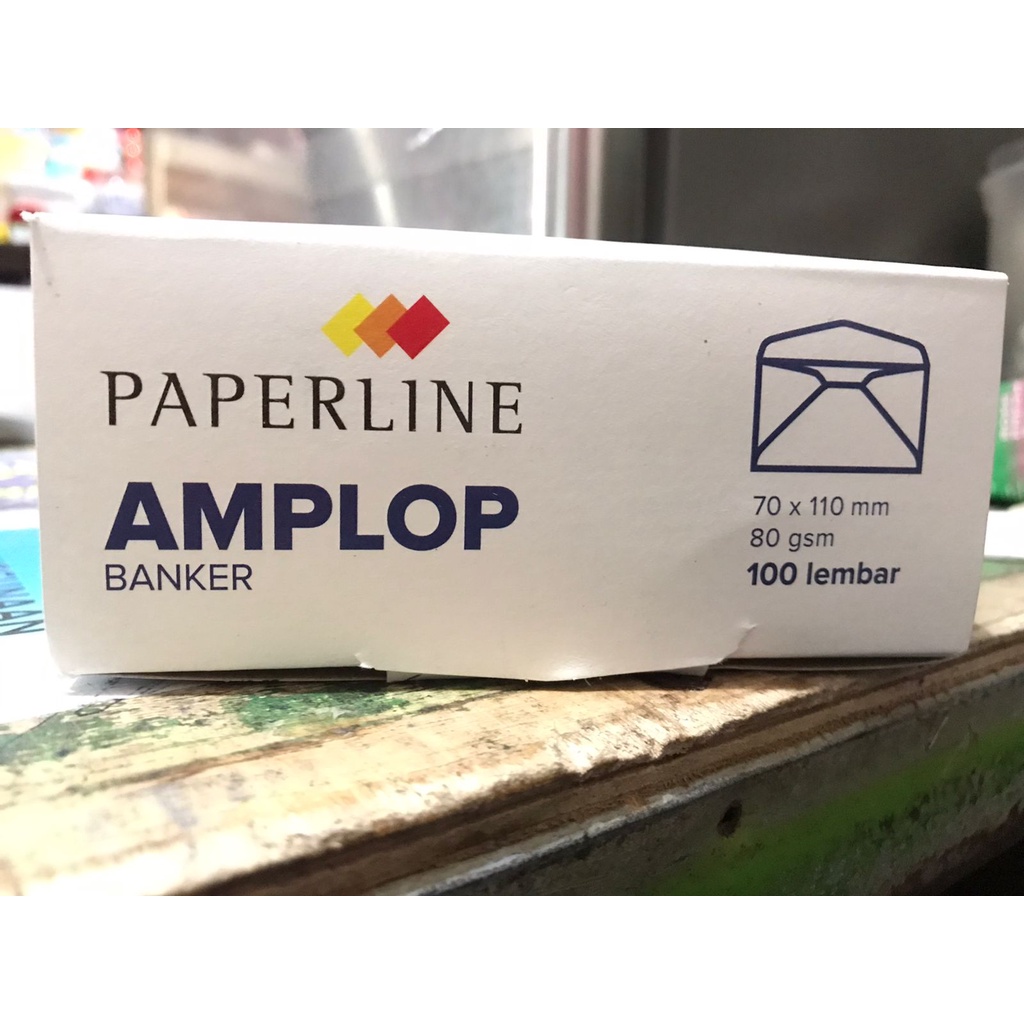 PAPERLINE
AMPLOP
BANKER
70 x 110 mm
80 gsm
100 lembar